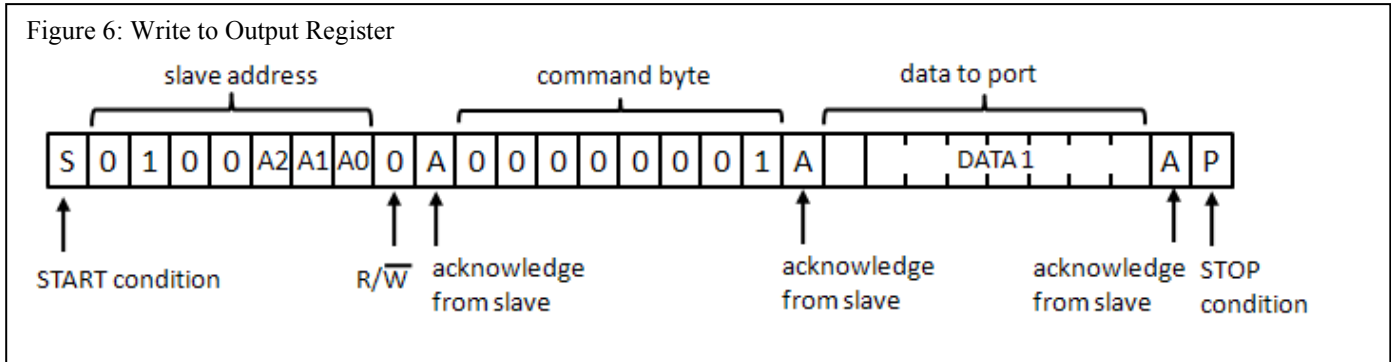 Figure 6: Write to Output Register
slave address command byte data to port
S 0 1 0 0 A2 A1 A0 0 A 0 0 0 0 0 0 0 1 A DATA 1 A P
START condition R/W̅ acknowledge from slave acknowledge from slave acknowledge from slave STOP condition